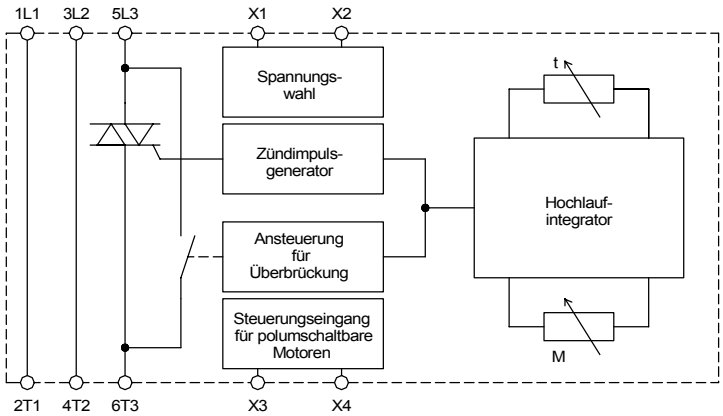 1L1 3L2 5L3 X1 X2
Spannungs-
wahl
t
Zündimpuls-
generator
Hochlauf-
integrator
Ansteuerung
für
Überbrückung
Steuerungseingang
für polumschaltbare
Motoren
M
2T1 4T2 6T3 X3 X4